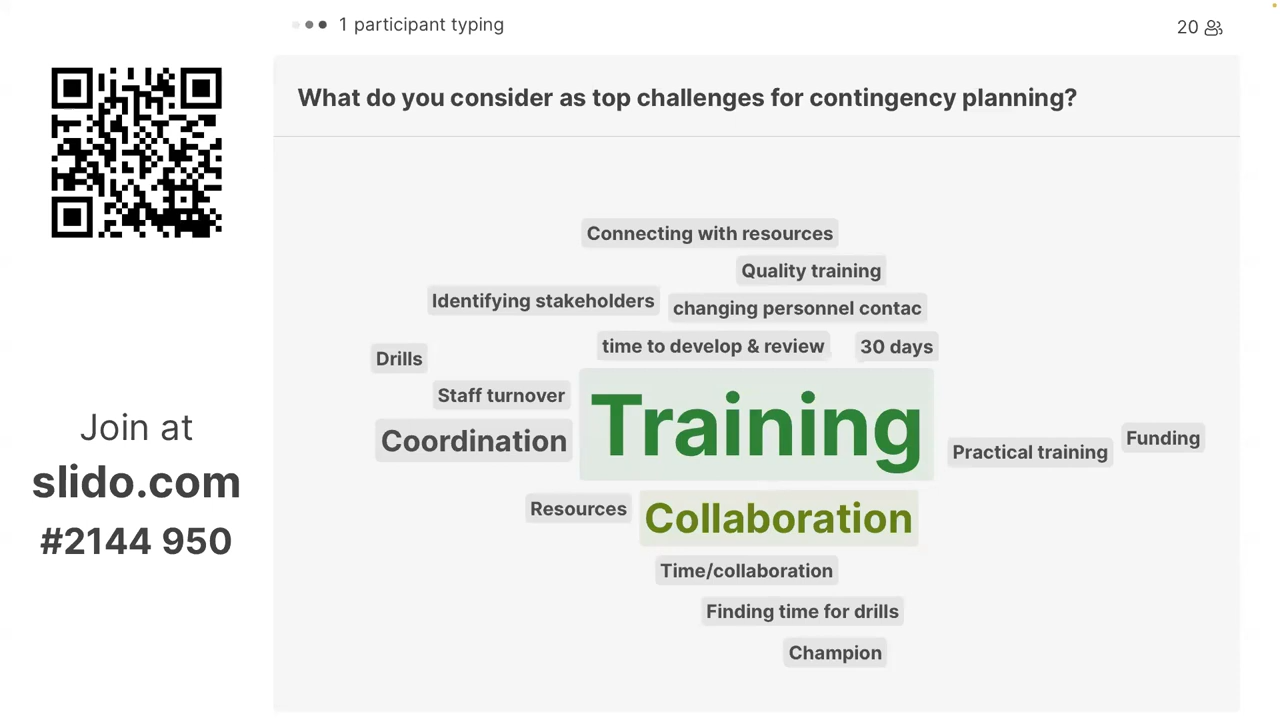 1 participant typing
20
What do you consider as top challenges for contingency planning?
Connecting with resources
Quality training
Identifying stakeholders
changing personnel contac
time to develop & review
30 days
Drills
Staff turnover
Training
Coordination
Funding
Practical training
Resources
Collaboration
Time/collaboration
Finding time for drills
Champion
Join at
slido.com
#2144 950